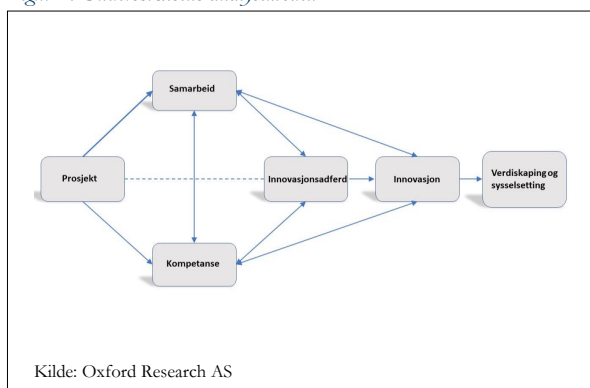 Samarbeid
Prosjekt
Innovasjonsadferd
Innovasjon
Verdiskaping og
sysselsetting
Kompetanse
Kilde: Oxford Research AS